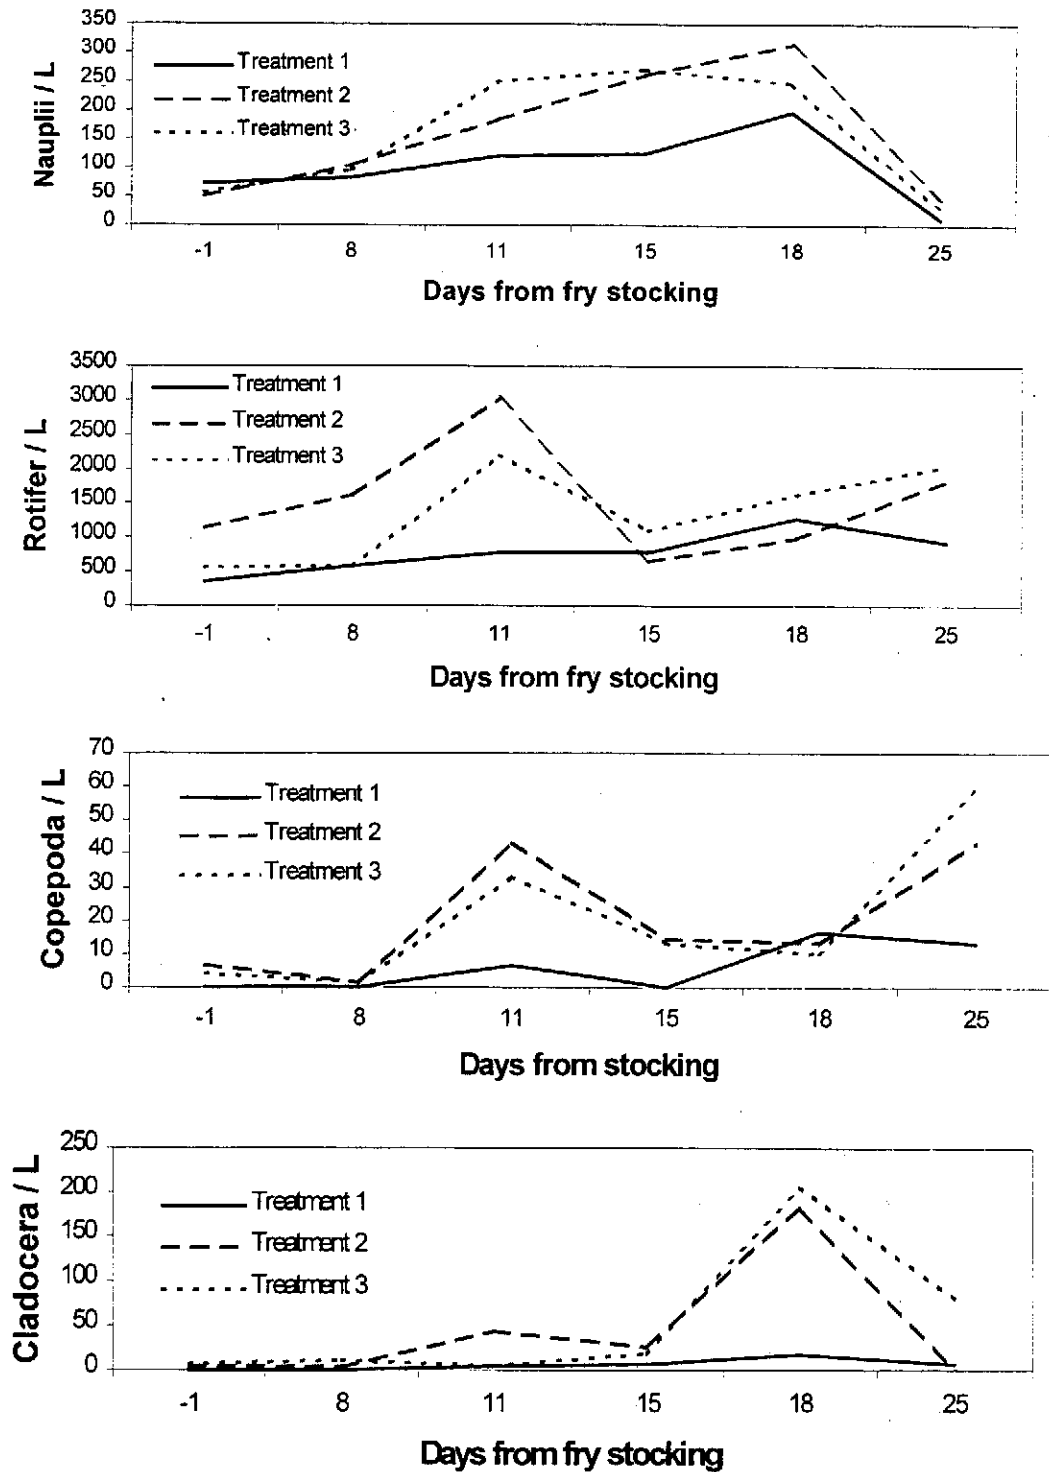 350
300
250
200
150
100
50
0
Nauplii / L
Treatment 1
Treatment 2
Treatment 3
-1 8 11 15 18 25
Days from fry stocking
3500
3000
2500
2000
1500
1000
500
0
Rotifer / L
Treatment 1
Treatment 2
Treatment 3
-1 8 11 15 18 25
Days from fry stocking
70
60
50
40
30
20
10
0
Copepoda / L
Treatment 1
Treatment 2
Treatment 3
-1 8 11 15 18 25
Days from stocking
250
200
150
100
50
0
Cladocera / L
Treatment 1
Treatment 2
Treatment 3
-1 8 11 15 18 25
Days from fry stocking